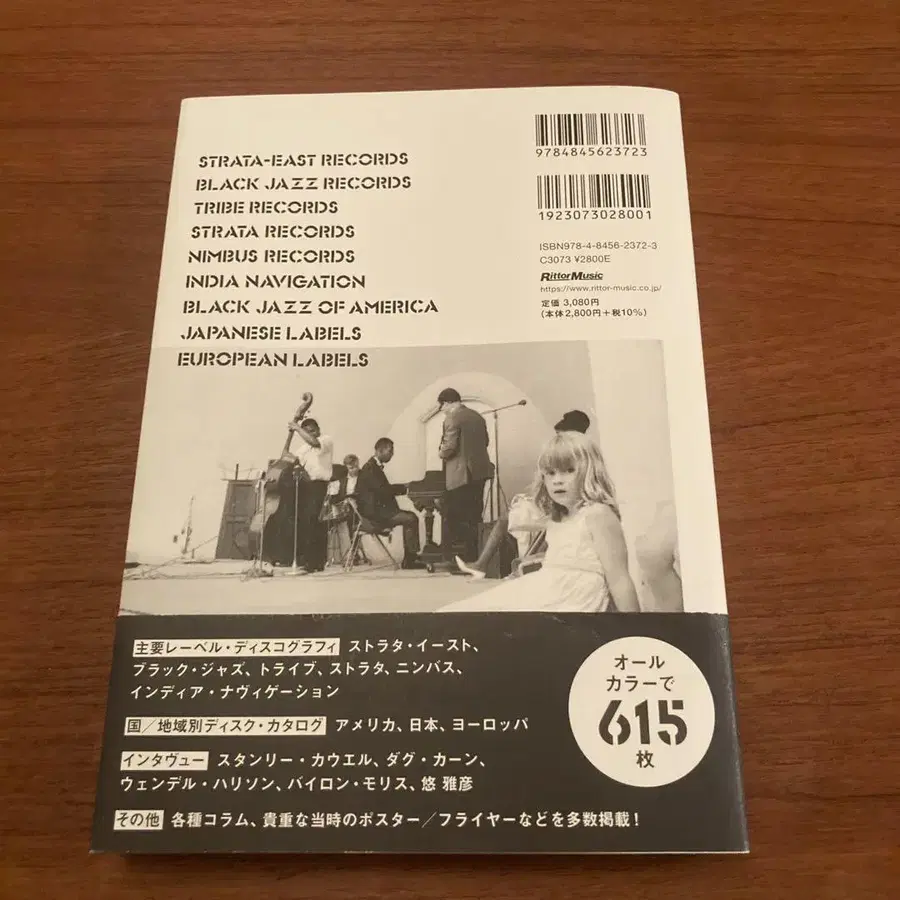 STRATA-EAST RECORDS
BLACK JAZZ RECORDS
TRIBE RECORDS
STRATA RECORDS
NIMBUS RECORDS
INDIA NAVIGATION
BLACK JAZZ OF AMERICA
JAPANESE LABELS
EUROPEAN LABELS
9784845623723
1923073028001
ISBN978-4-8456-2372-3
C3073 ¥2800E
RittorMusic
https://www.rittor-music.co.jp/
定価 3,080円
(本体2,800円+税10%)
主要レーベル・ディスコグラフィ ストラタ・イースト、
ブラック・ジャズ、トライブ、ストラタ、ニンバス、
インディア・ナヴィゲーション
国/地域別ディスク・カタログ アメリカ、日本、ヨーロッパ
インタヴュー スタンリー・カウエル、ダグ・カーン、
ウェンデル・ハリソン、バイロン・モリス、悠 雅彦
その他 各種コラム、貴重な当時のポスター/フライヤーなどを多数掲載!
オール
カラーで
615
枚